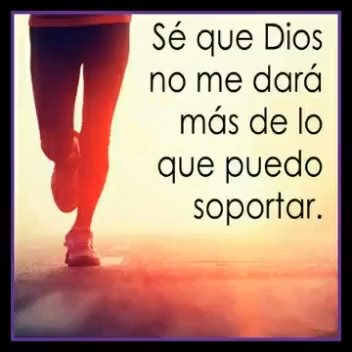 Sé que Dios
no me dará
más de lo
que puedo
soportar.